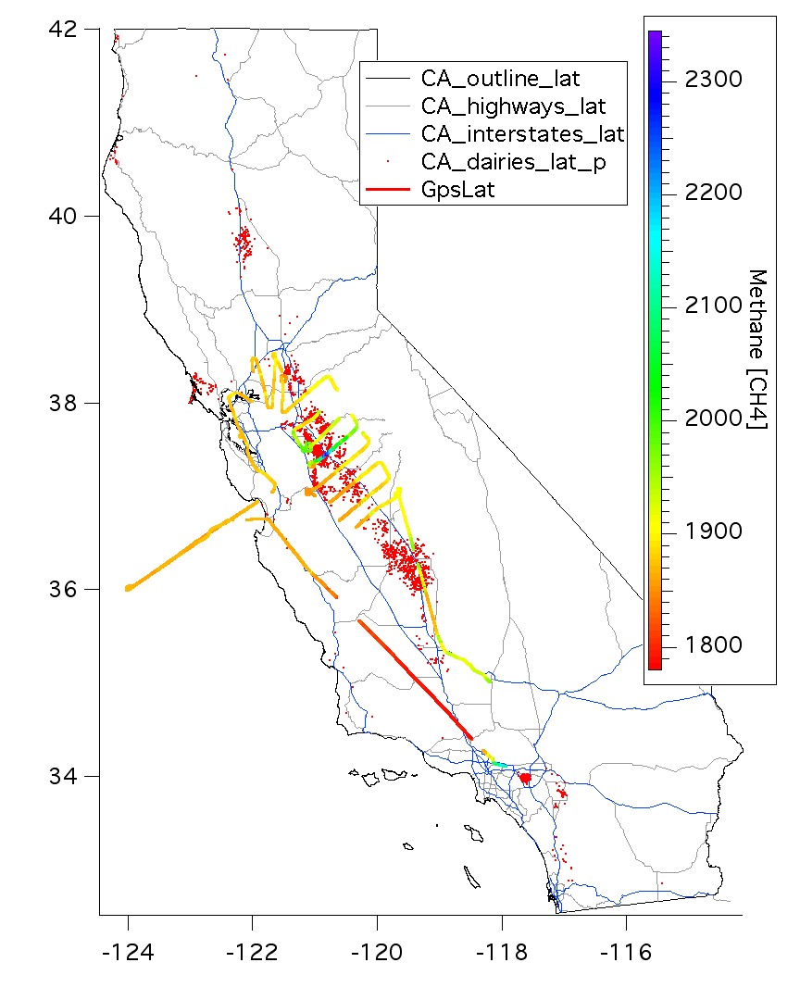 42
40
38
36
34
-124
-122
-120
-118
-116
CA_outline_lat
CA_highways_lat
CA_interstates_lat
CA_dairies_lat_p
GpsLat
2300
2200
2100
2000
1900
1800
Methane [CH4]